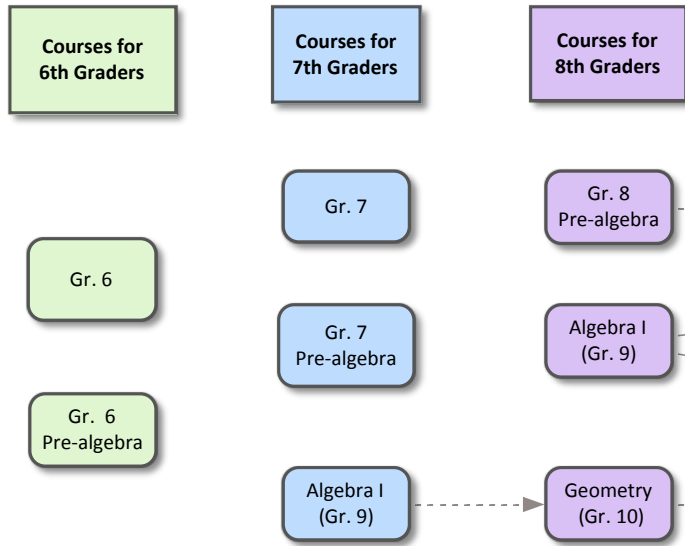 Courses for
6th Graders
Courses for
7th Graders
Courses for
8th Graders
Gr. 6
Gr.  6
Pre-algebra
Gr. 7
Gr. 7
Pre-algebra
Algebra I
(Gr. 9)
Gr. 8
Pre-algebra
Algebra I
(Gr. 9)
Geometry
(Gr. 10)